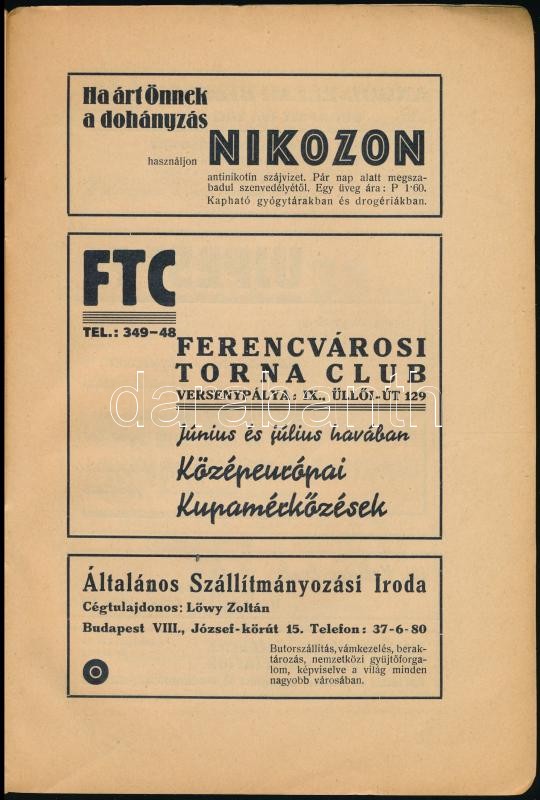 Ha árt Önnek
a dohányzás
használjon NIKOZON
antinikotin szájvizet. Pár nap alatt megsza-
badul szenvedélyétől. Egy üveg ára: P 1·60.
Kapható gyógytárakban és drogériákban.
FTC
TEL.: 349–48
FERENCVÁROSI
TORNA CLUB
VERSENYPÁLYA: IX., ÜLLŐI-ÚT 129
darabanth
Június és július havában
Középeurópai
Kupamérkőzések
Általános Szállítmányozási Iroda
Cégtulajdonos: Löwy Zoltán
Budapest VIII., József-körút 15. Telefon: 37-6-80
Butorszállítás, vámkezelés, berak-
tározás, nemzetközi gyüjtőforga-
lom, képviselve a világ minden
nagyobb városában.